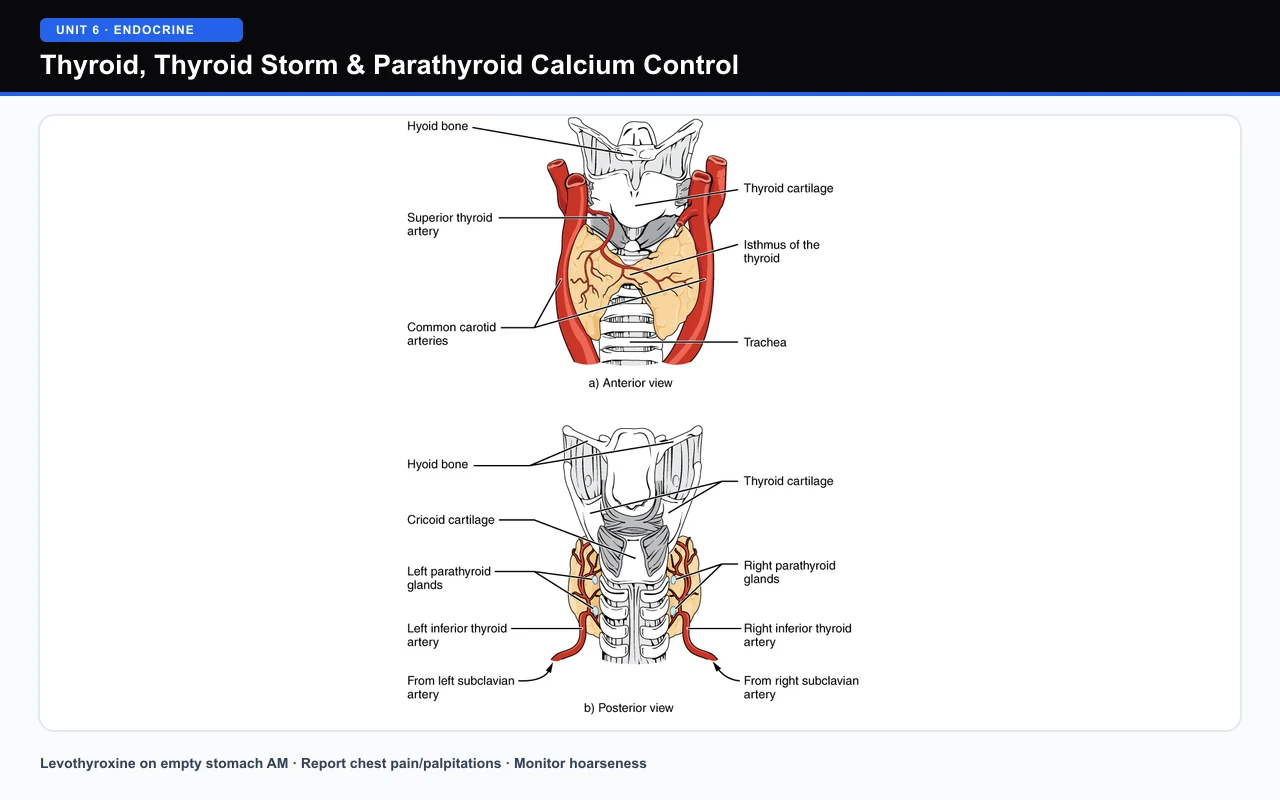 UNIT 6 · ENDOCRINE
Thyroid, Thyroid Storm & Parathyroid Calcium Control
Hyoid bone
Thyroid cartilage
Superior thyroid
artery
Isthmus of the
thyroid
Common carotid
arteries
Trachea
a) Anterior view
Hyoid bone
Thyroid cartilage
Cricoid cartilage
Left parathyroid
glands
Right parathyroid
glands
Left inferior thyroid
artery
Right inferior thyroid
artery
From left subclavian
artery
From right subclavian
artery
b) Posterior view
Levothyroxine on empty stomach AM · Report chest pain/palpitations · Monitor hoarseness